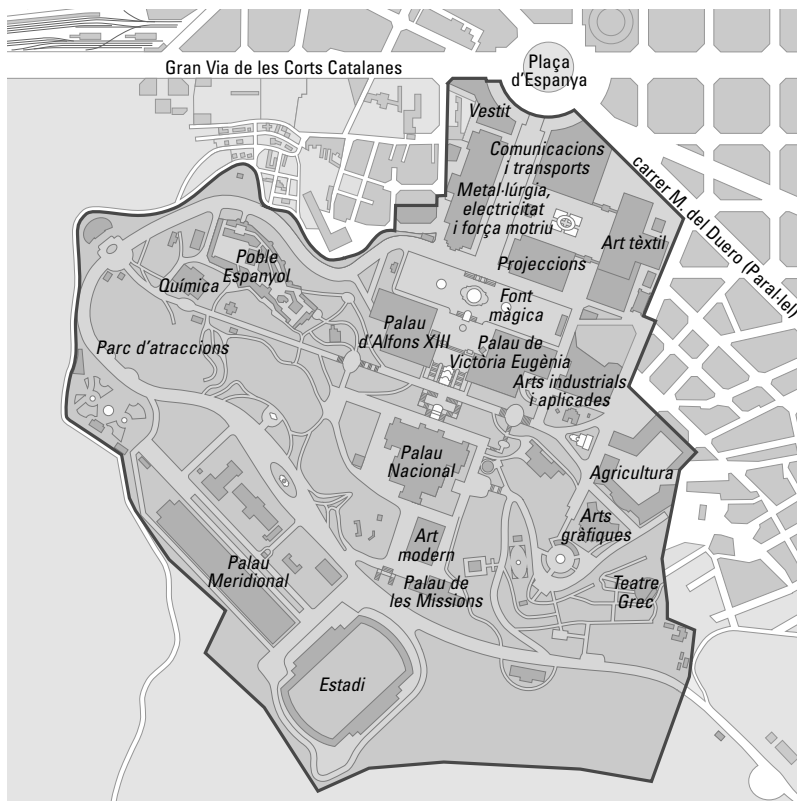 Plaça
d'Espanya
Gran Via de les Corts Catalanes
Vestit
Comunicacions
i transports
carrer M. del Duero (Paral·lel)
Metal·lúrgia,
electricitat
i força motriu
Art tèxtil
Poble
Espanyol
Projeccions
Química
Font
màgica
Palau
d'Alfons XIII
Parc d'atraccions
Palau de
Victòria Eugènia
Arts industrials
i aplicades
Palau
Nacional
Agricultura
Arts
gràfiques
Art
modern
Palau
Meridional
Palau de
les Missions
Teatre
Grec
Estadi